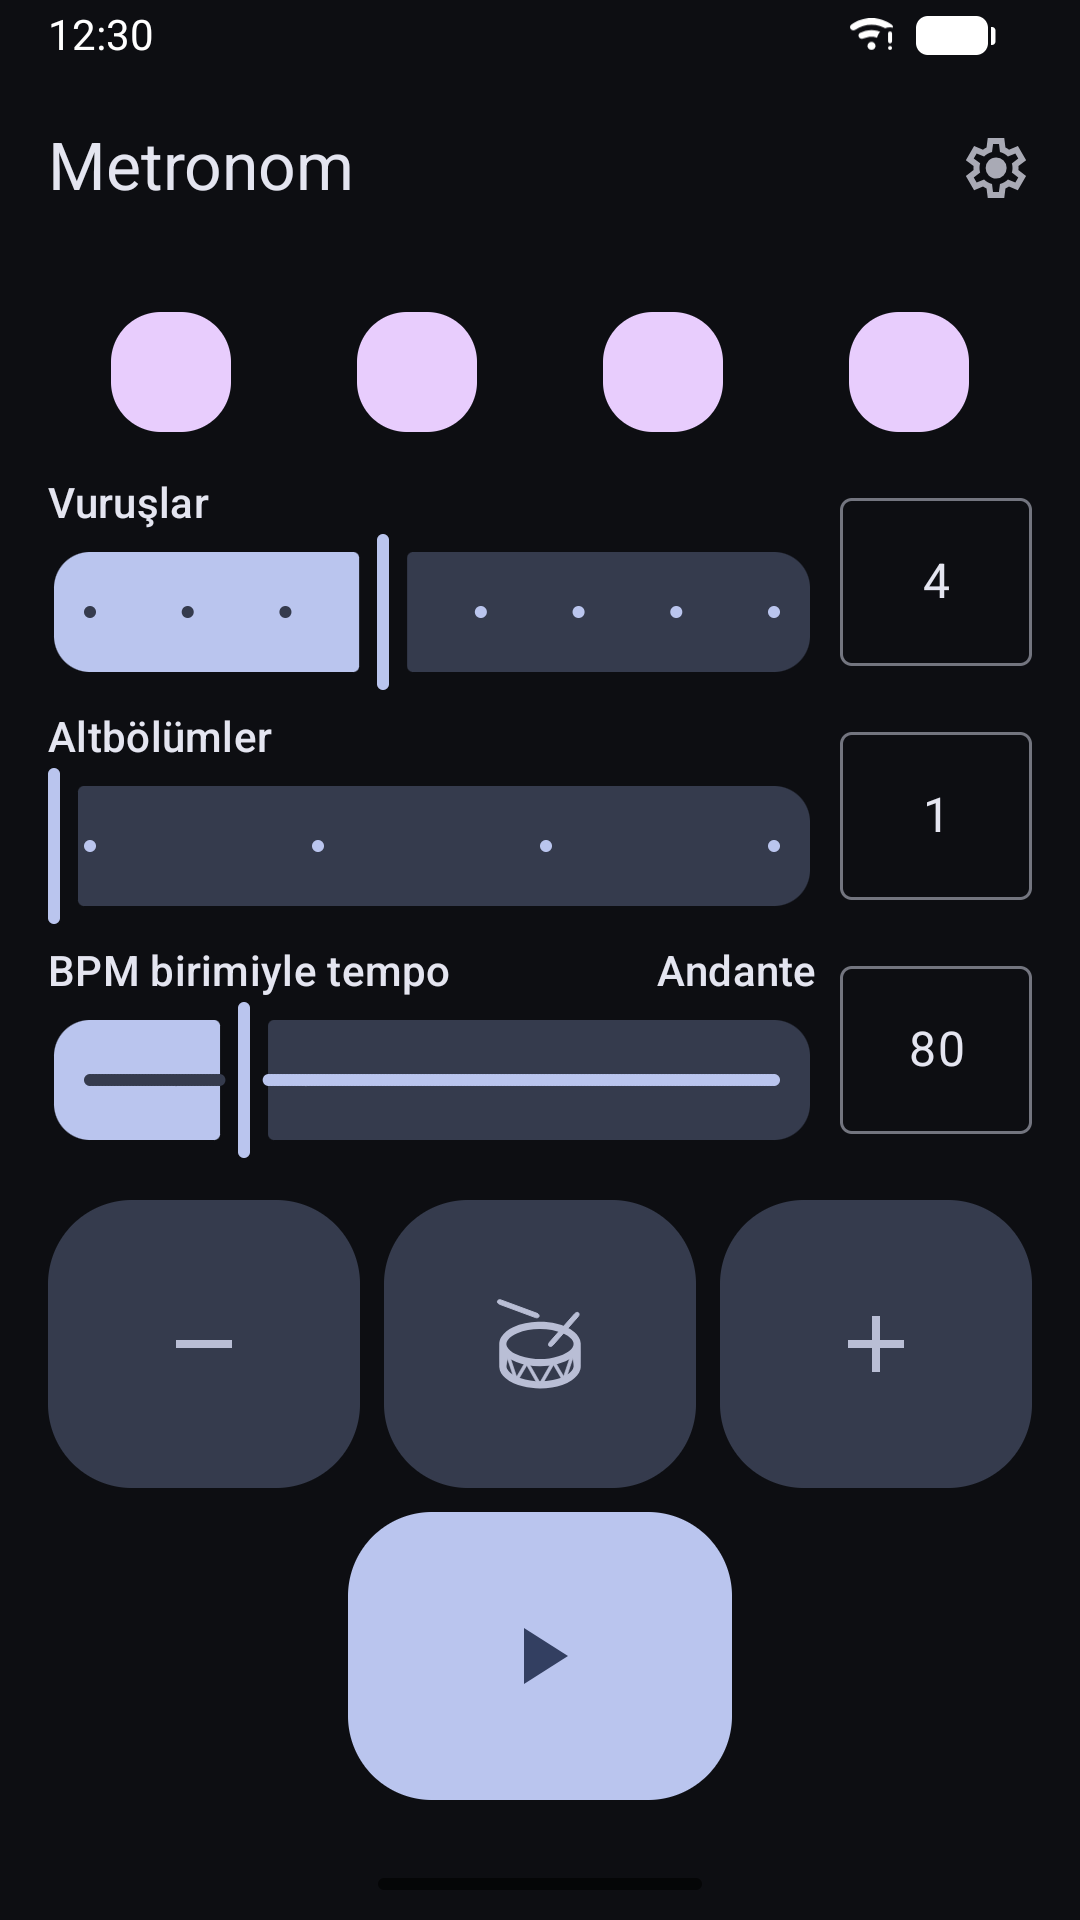 12:30
Metronom
Vuruşlar
4
Altbölümler
1
BPM birimiyle tempo
Andante
80